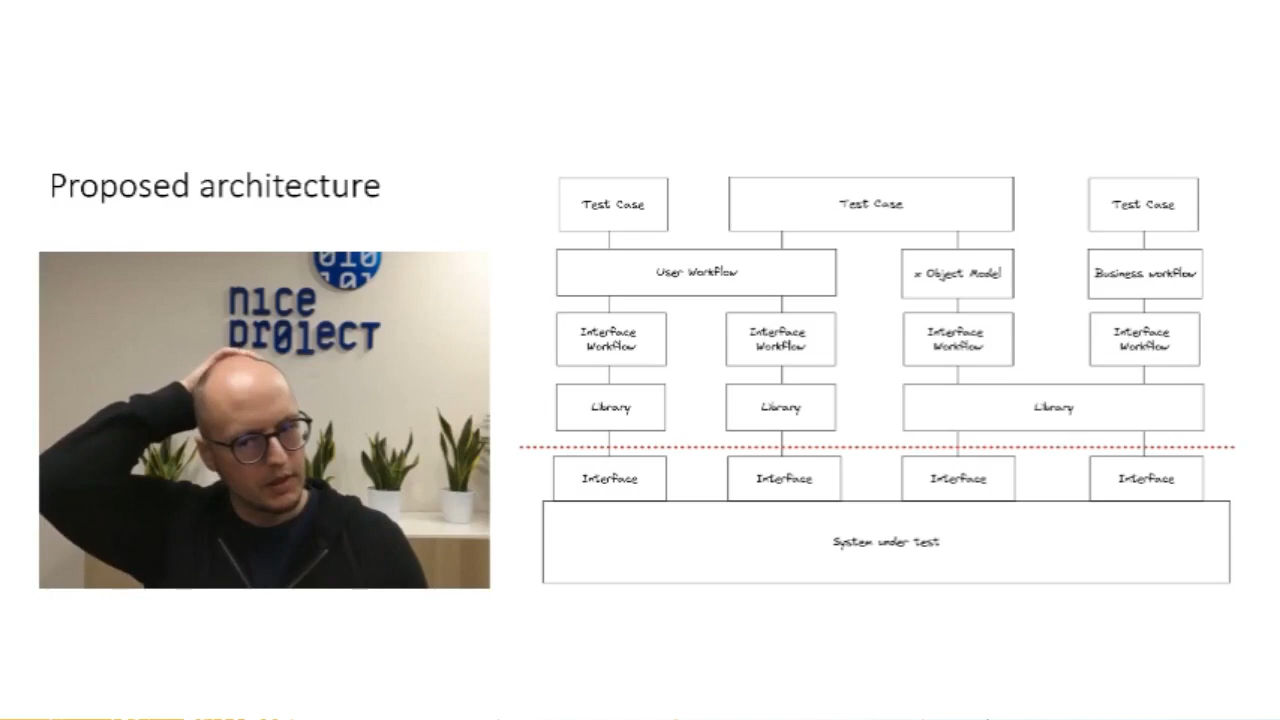 Proposed architecture
010
101
nice
pr0ject
Test Case
Test Case
Test Case
User Workflow
x Object Model
Business workflow
Interface
Workflow
Interface
Workflow
Interface
Workflow
Interface
Workflow
Library
Library
Library
Interface
Interface
Interface
Interface
System under test